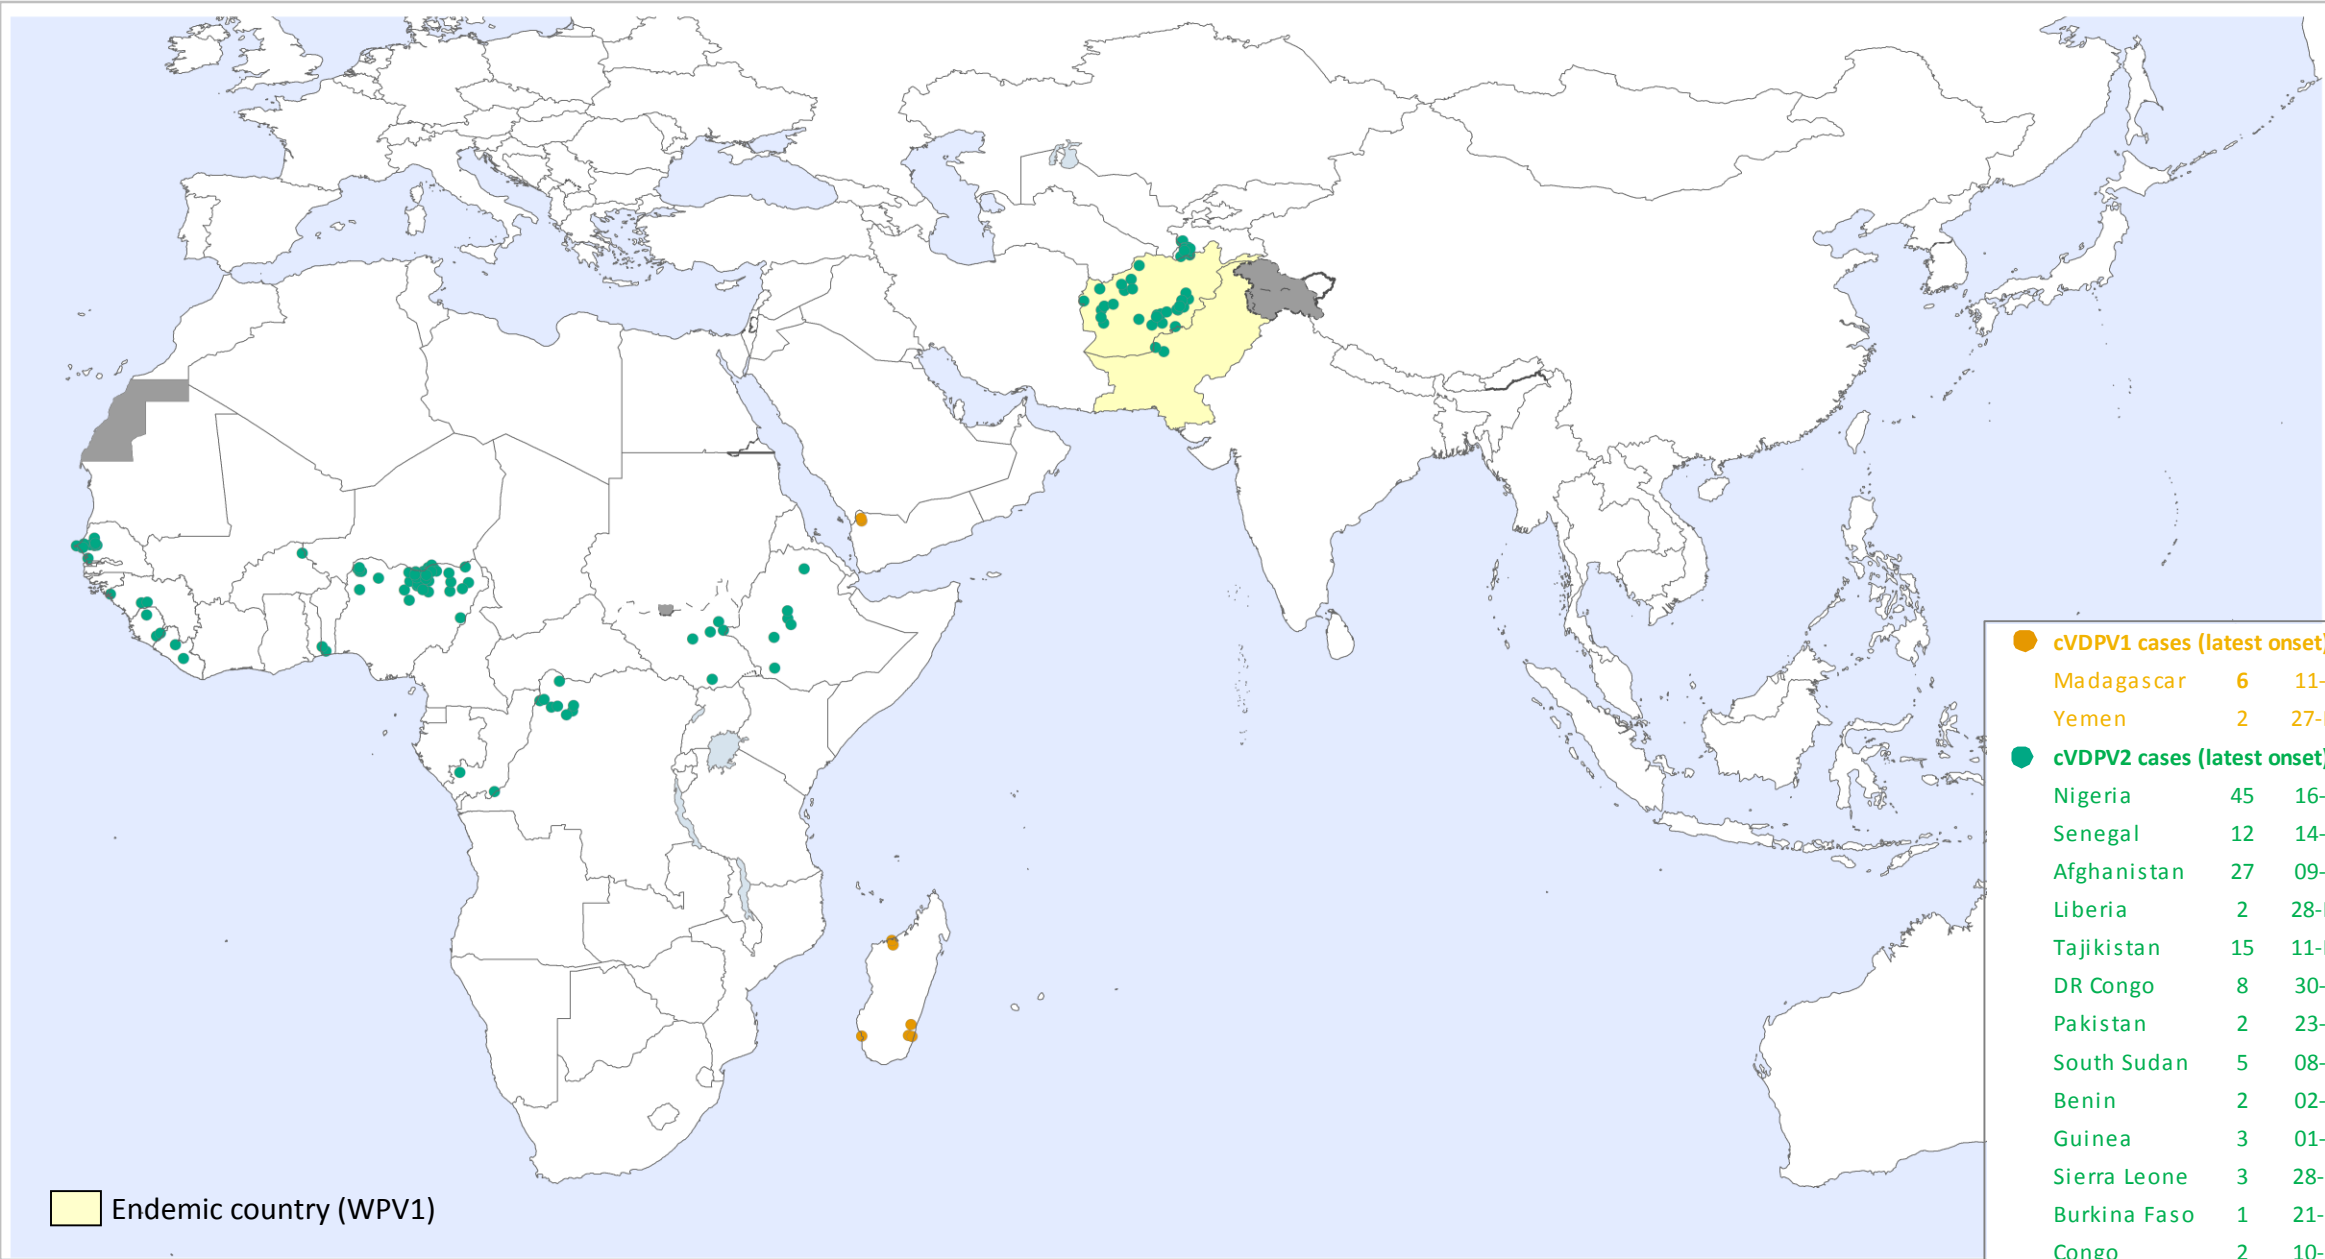 cVDPV1 cases (latest onset)
Madagascar 6 11-
Yemen 2 27-
cVDPV2 cases (latest onset)
Nigeria 45 16-
Senegal 12 14-
Afghanistan 27 09-
Liberia 2 28-
Tajikistan 15 11-
DR Congo 8 30-
Pakistan 2 23-
South Sudan 5 08-
Benin 2 02-
Guinea 3 01-
Sierra Leone 3 28-
Burkina Faso 1 21-
Congo 2 10-
Endemic country (WPV1)